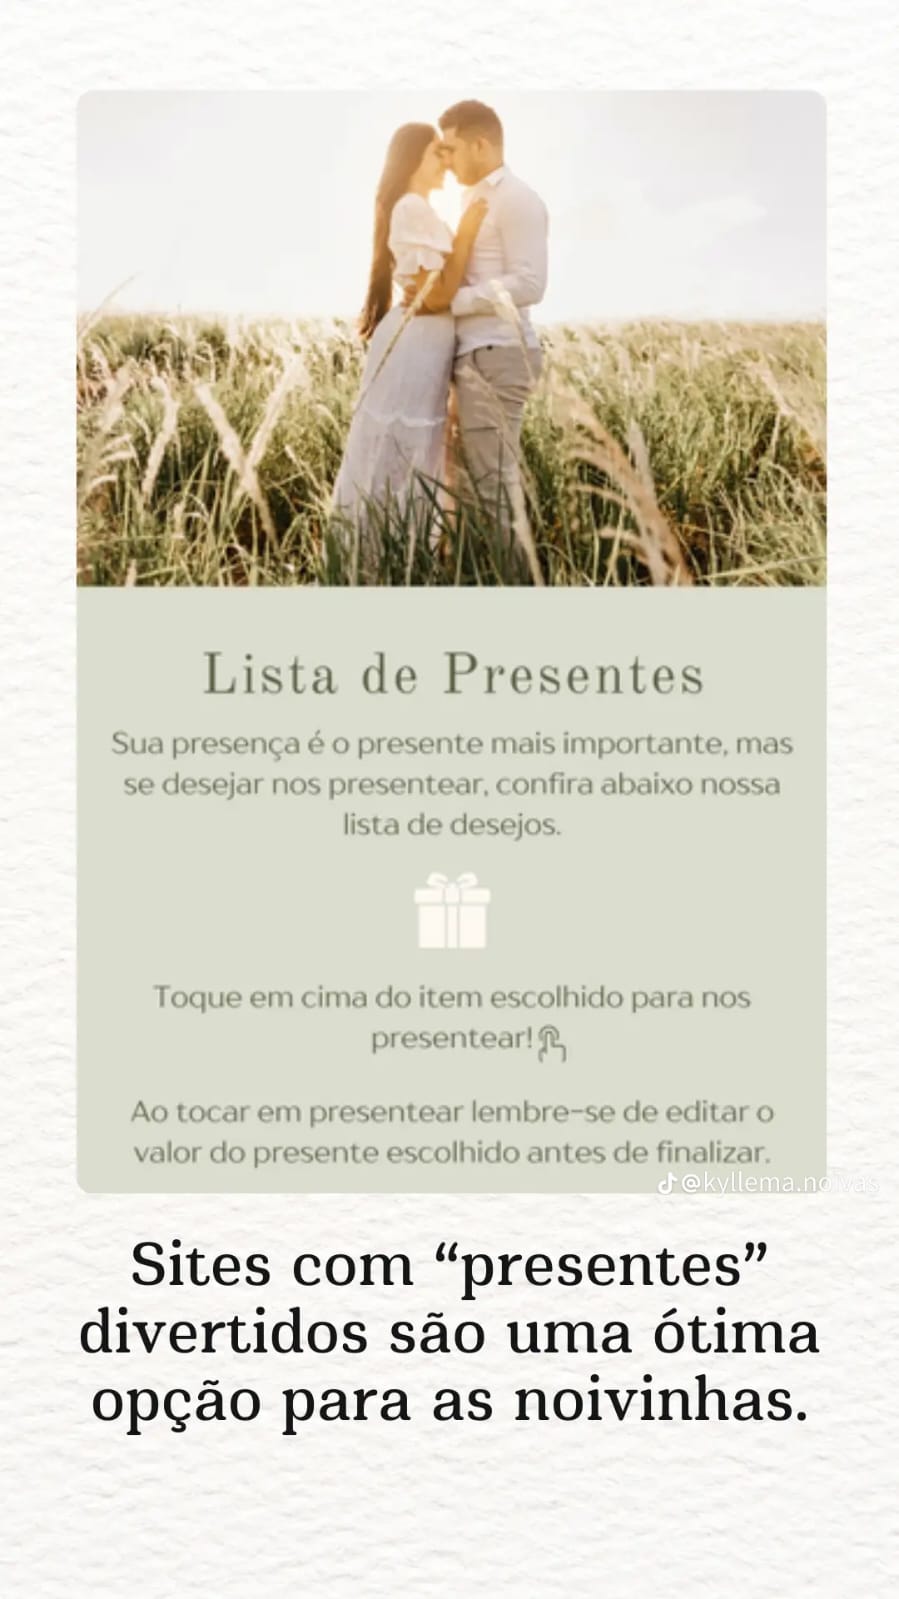 Lista de Presentes
Sua presença é o presente mais importante, mas
se desejar nos presentear, confira abaixo nossa
lista de desejos.
Toque em cima do item escolhido para nos
presentear!
Ao tocar em presentear lembre-se de editar o
valor do presente escolhido antes de finalizar.
@kyllema.noivas
Sites com “presentes”
divertidos são uma ótima
opção para as noivinhas.